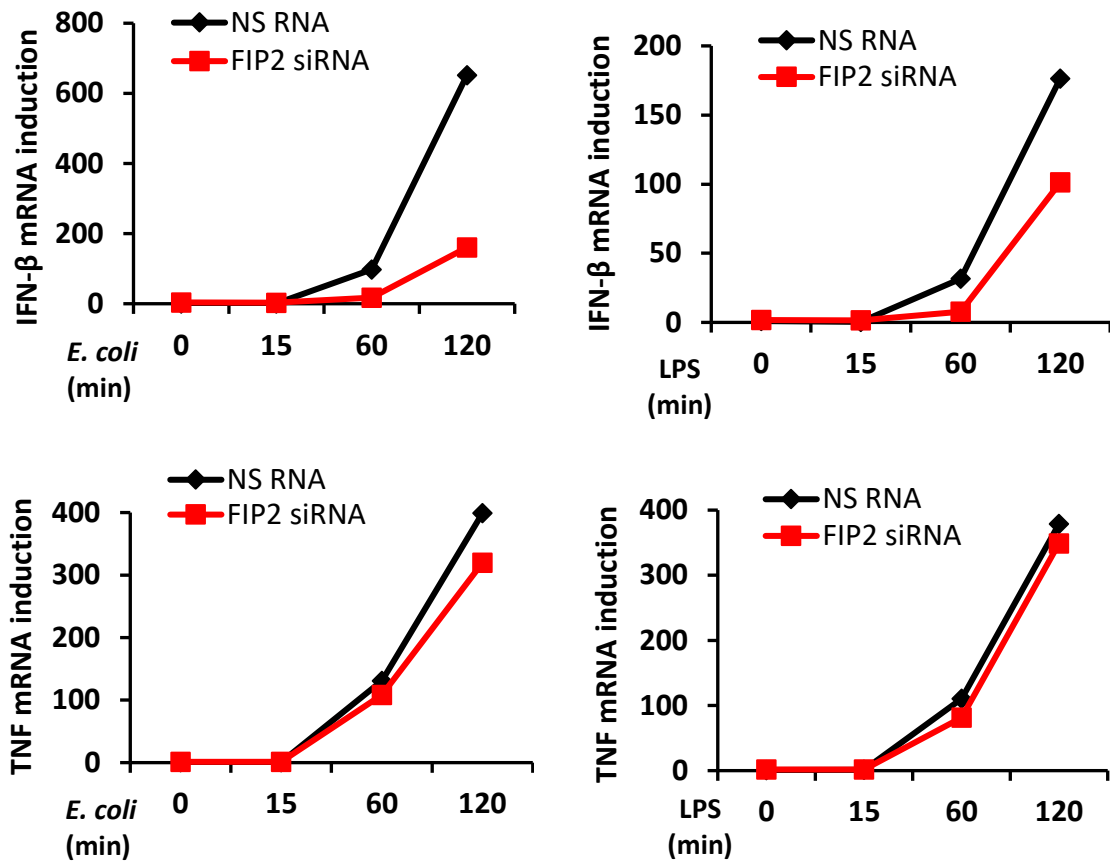 IFN-β mRNA induction
800
600
400
200
0
NS RNA
FIP2 siRNA
E. coli
(min)
0 15 60 120
IFN-β mRNA induction
200
150
100
50
0
NS RNA
FIP2 siRNA
LPS
(min)
0 15 60 120
TNF mRNA induction
400
300
200
100
0
NS RNA
FIP2 siRNA
E. coli
(min)
0 15 60 120
TNF mRNA induction
400
300
200
100
0
NS RNA
FIP2 siRNA
LPS
(min)
0 15 60 120